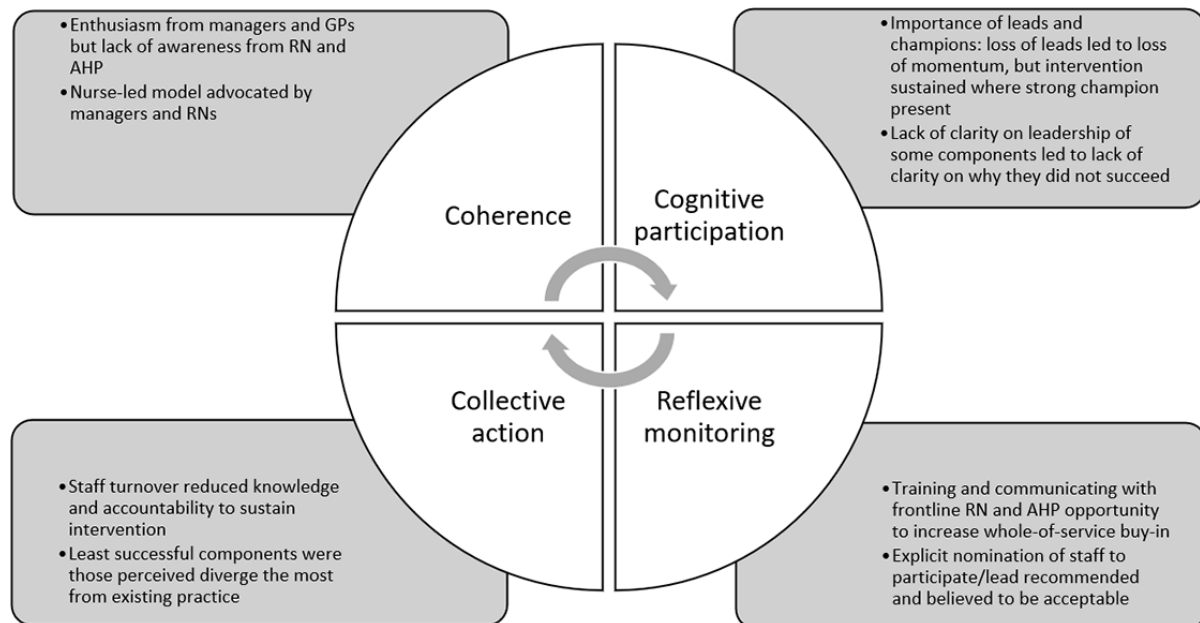 •Enthusiasm from managers and GPs
but lack of awareness from RN and
AHP
•Nurse-led model advocated by
managers and RNs
•Importance of leads and
champions: loss of leads led to loss
of momentum, but intervention
sustained where strong champion
present
•Lack of clarity on leadership of
some components led to lack of
clarity on why they did not succeed
Coherence
Cognitive
participation
Collective
action
Reflexive
monitoring
•Staff turnover reduced knowledge
and accountability to sustain
intervention
•Least successful components were
those perceived diverge the most
from existing practice
•Training and communicating with
frontline RN and AHP opportunity
to increase whole-of-service buy-in
•Explicit nomination of staff to
participate/lead recommended
and believed to be acceptable